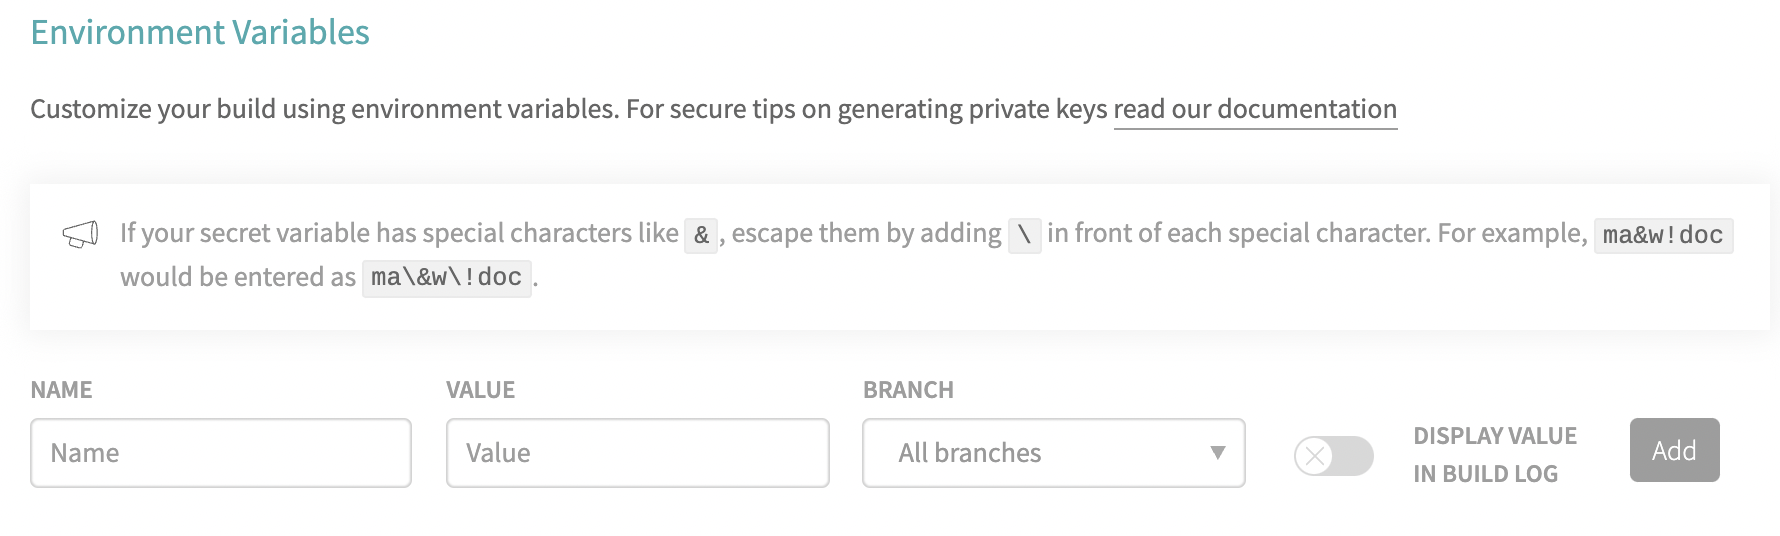 Environment Variables
Customize your build using environment variables. For secure tips on generating private keys read our documentation
If your secret variable has special characters like &, escape them by adding \ in front of each special character. For example, ma&w!doc
would be entered as ma\&w\!doc.
NAME VALUE BRANCH
Name Value All branches DISPLAY VALUE Add
IN BUILD LOG